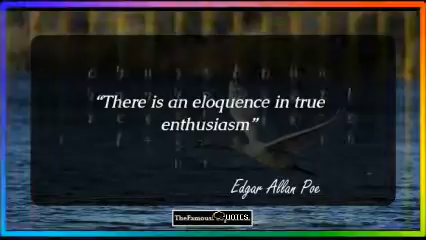 “There is an eloquence in true
enthusiasm”
Edgar Allan Poe
TheFamousQUOTES.